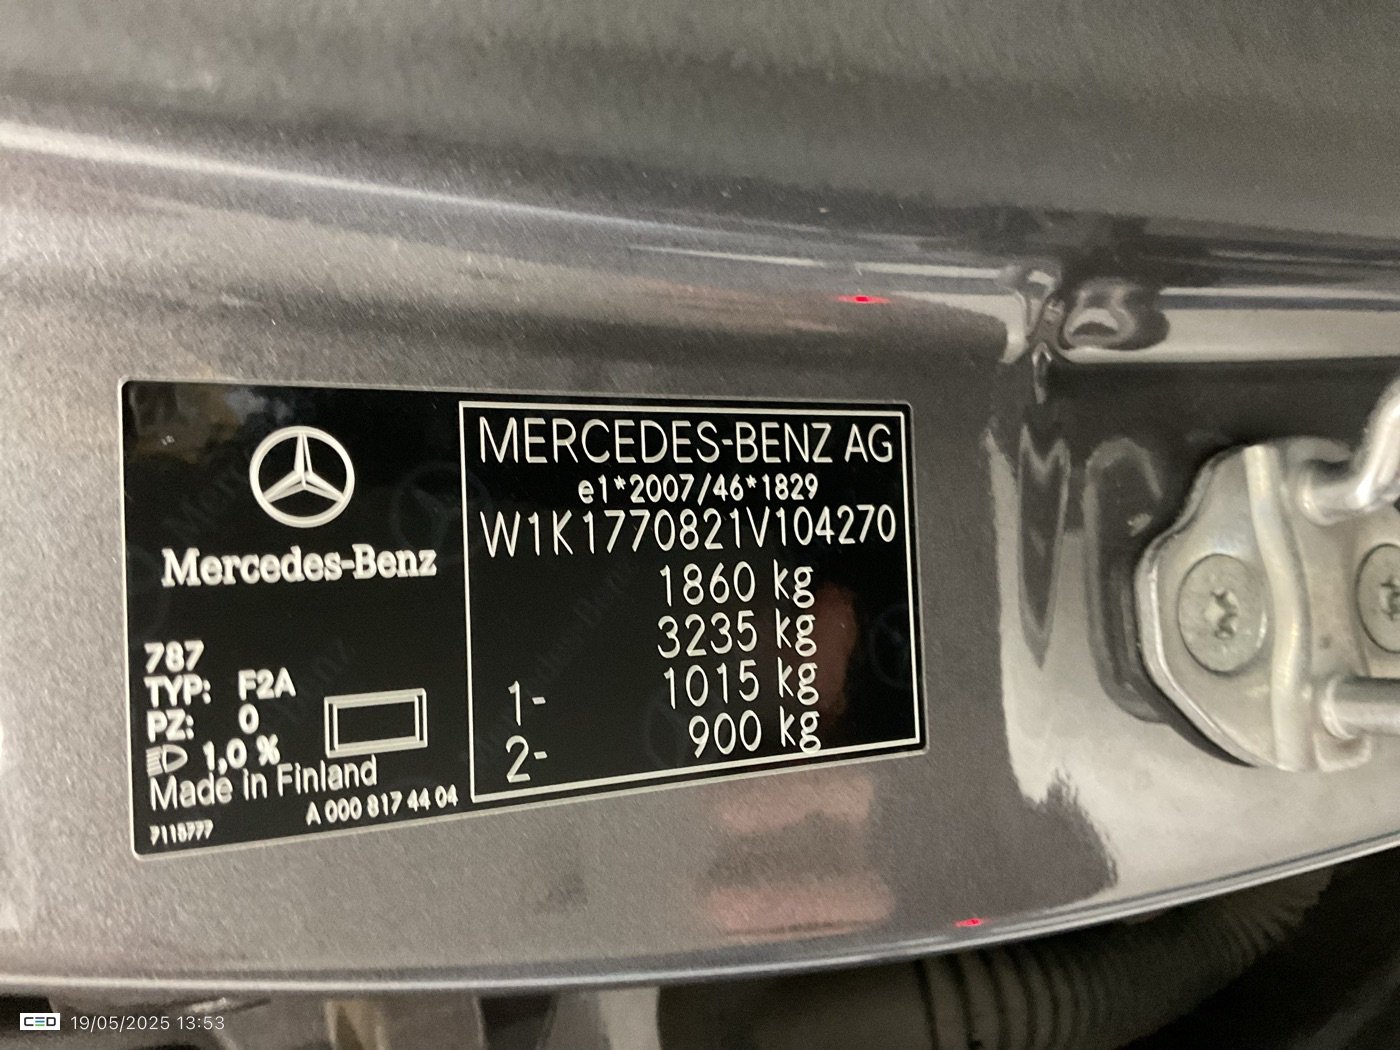 Mercedes-Benz
787
TYP: F2A
PZ: 0
1,0 %
Made in Finland
A 000 817 44 04
7115777
MERCEDES-BENZ AG
e1*2007/46*1829
W1K1770821V104270
1860 kg
3235 kg
1- 1015 kg
2- 900 kg
CED 19/05/2025 13:53